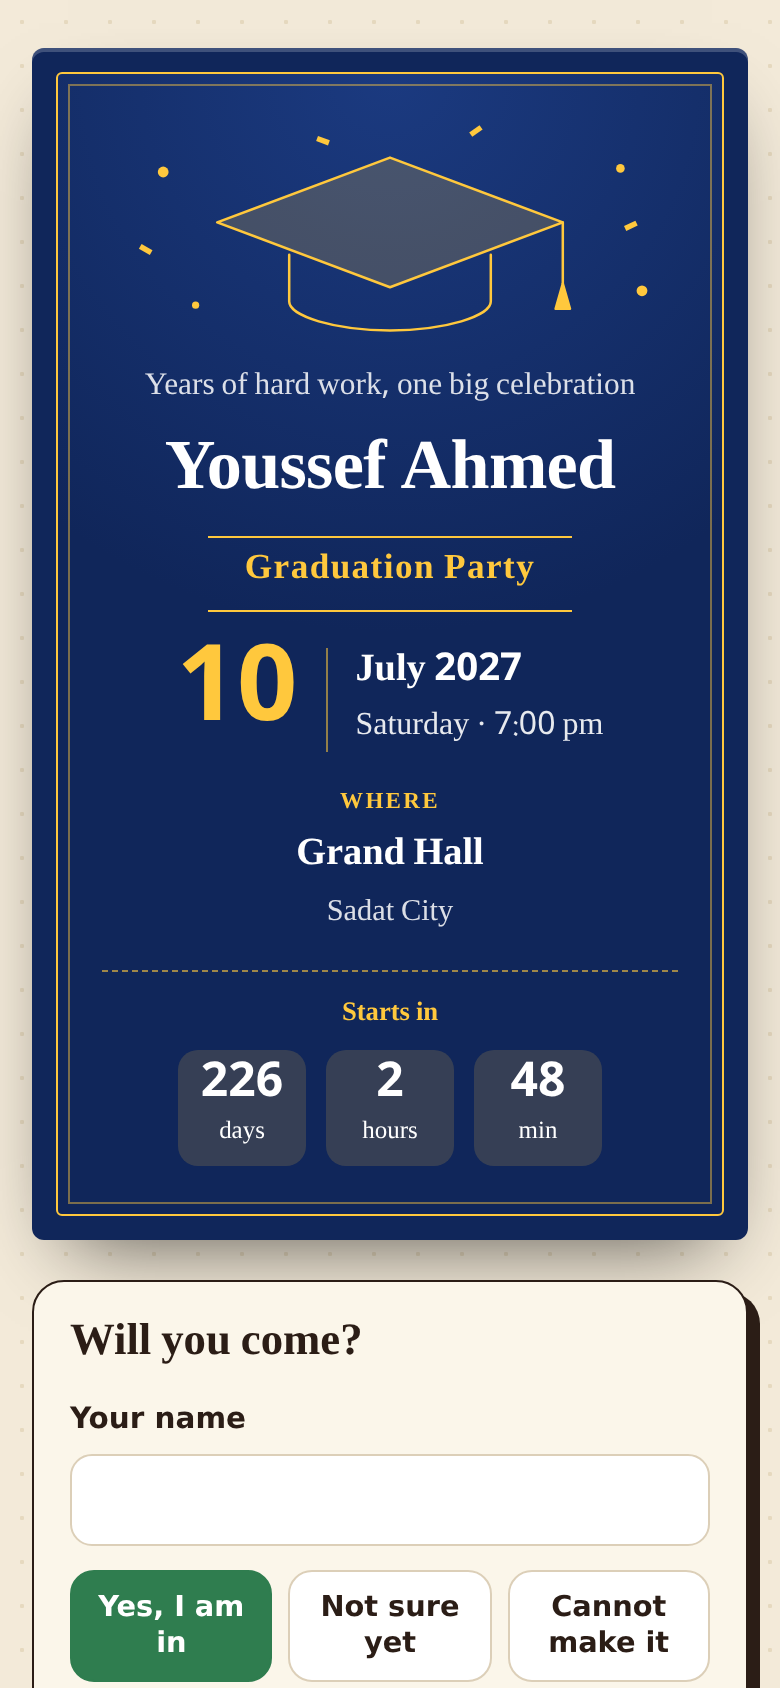 Years of hard work, one big celebration
Youssef Ahmed
Graduation Party
10
July 2027
Saturday · 7:00 pm
WHERE
Grand Hall
Sadat City
Starts in
226 2 48
days hours min
Will you come?
Your name
Yes, I am in
Not sure yet
Cannot make it